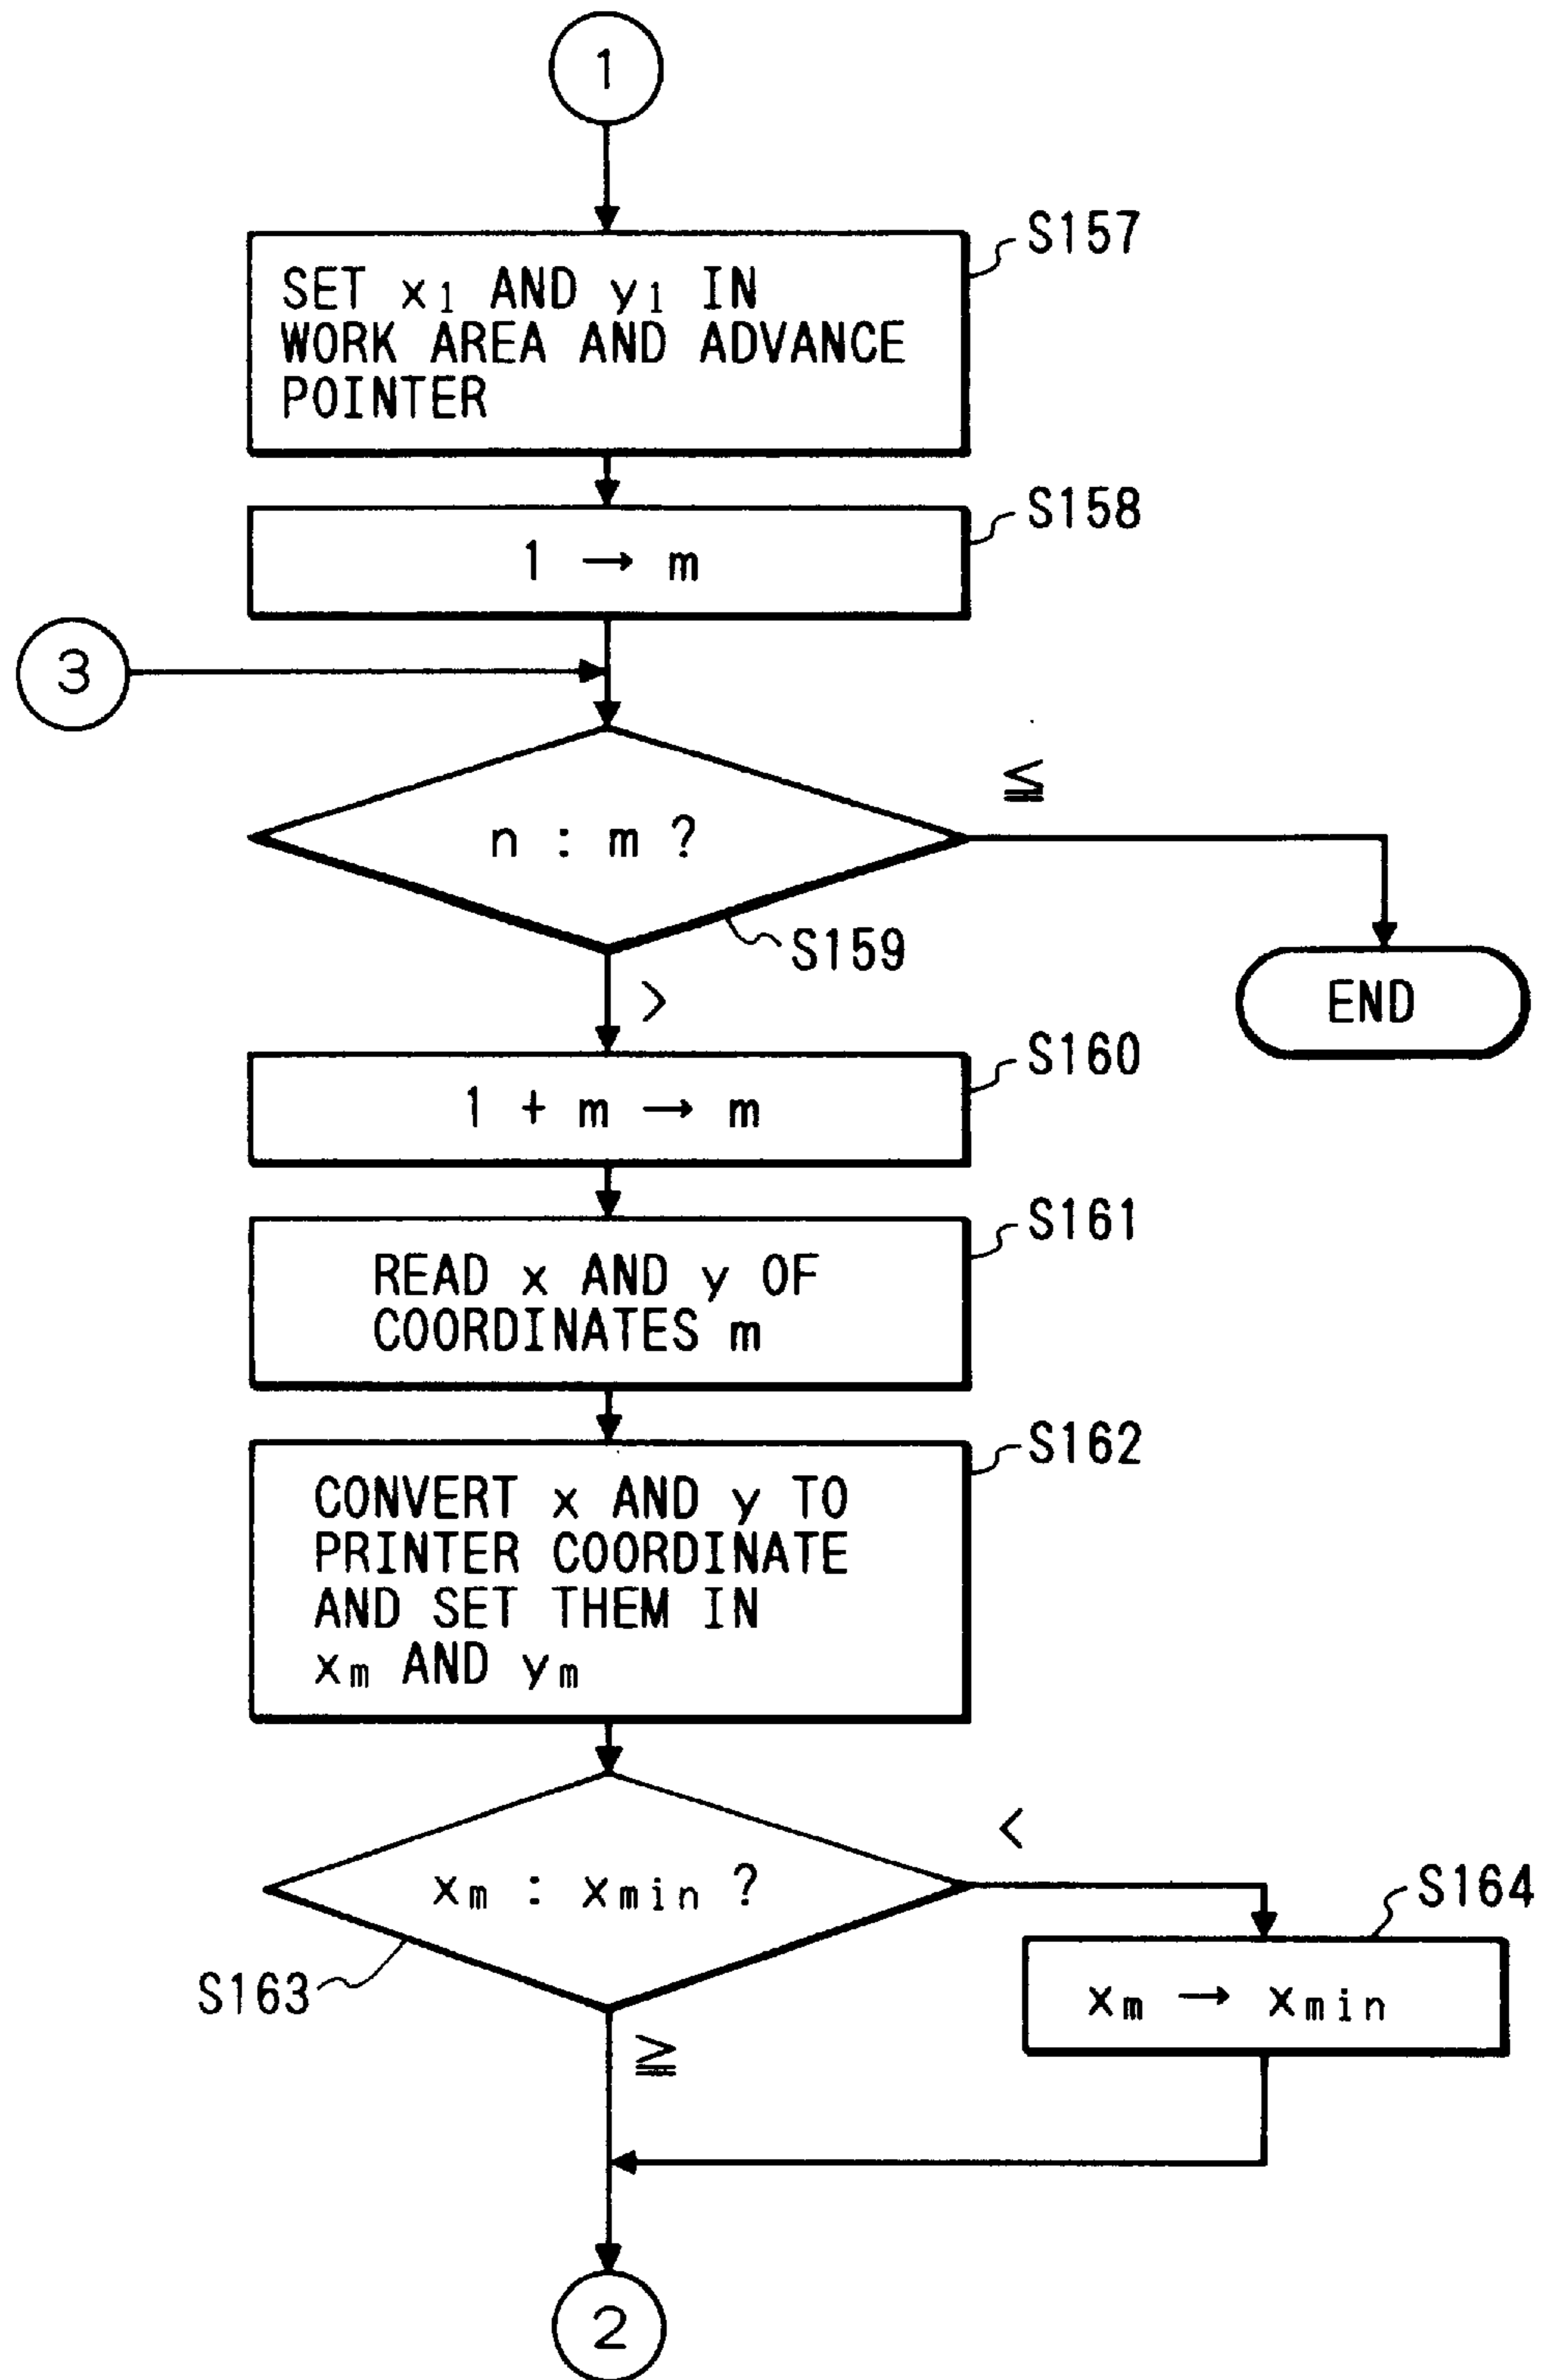 1
S157
SET x1 AND y1 IN
WORK AREA AND ADVANCE
POINTER
S158
1 → m
3
≦
n : m ?
S159
END
>
S160
1 + m → m
S161
READ x AND y OF
COORDINATES m
S162
CONVERT x AND y TO
PRINTER COORDINATE
AND SET THEM IN
xm AND ym
<
xm : xmin ?
S164
S163
xm → xmin
≧
2